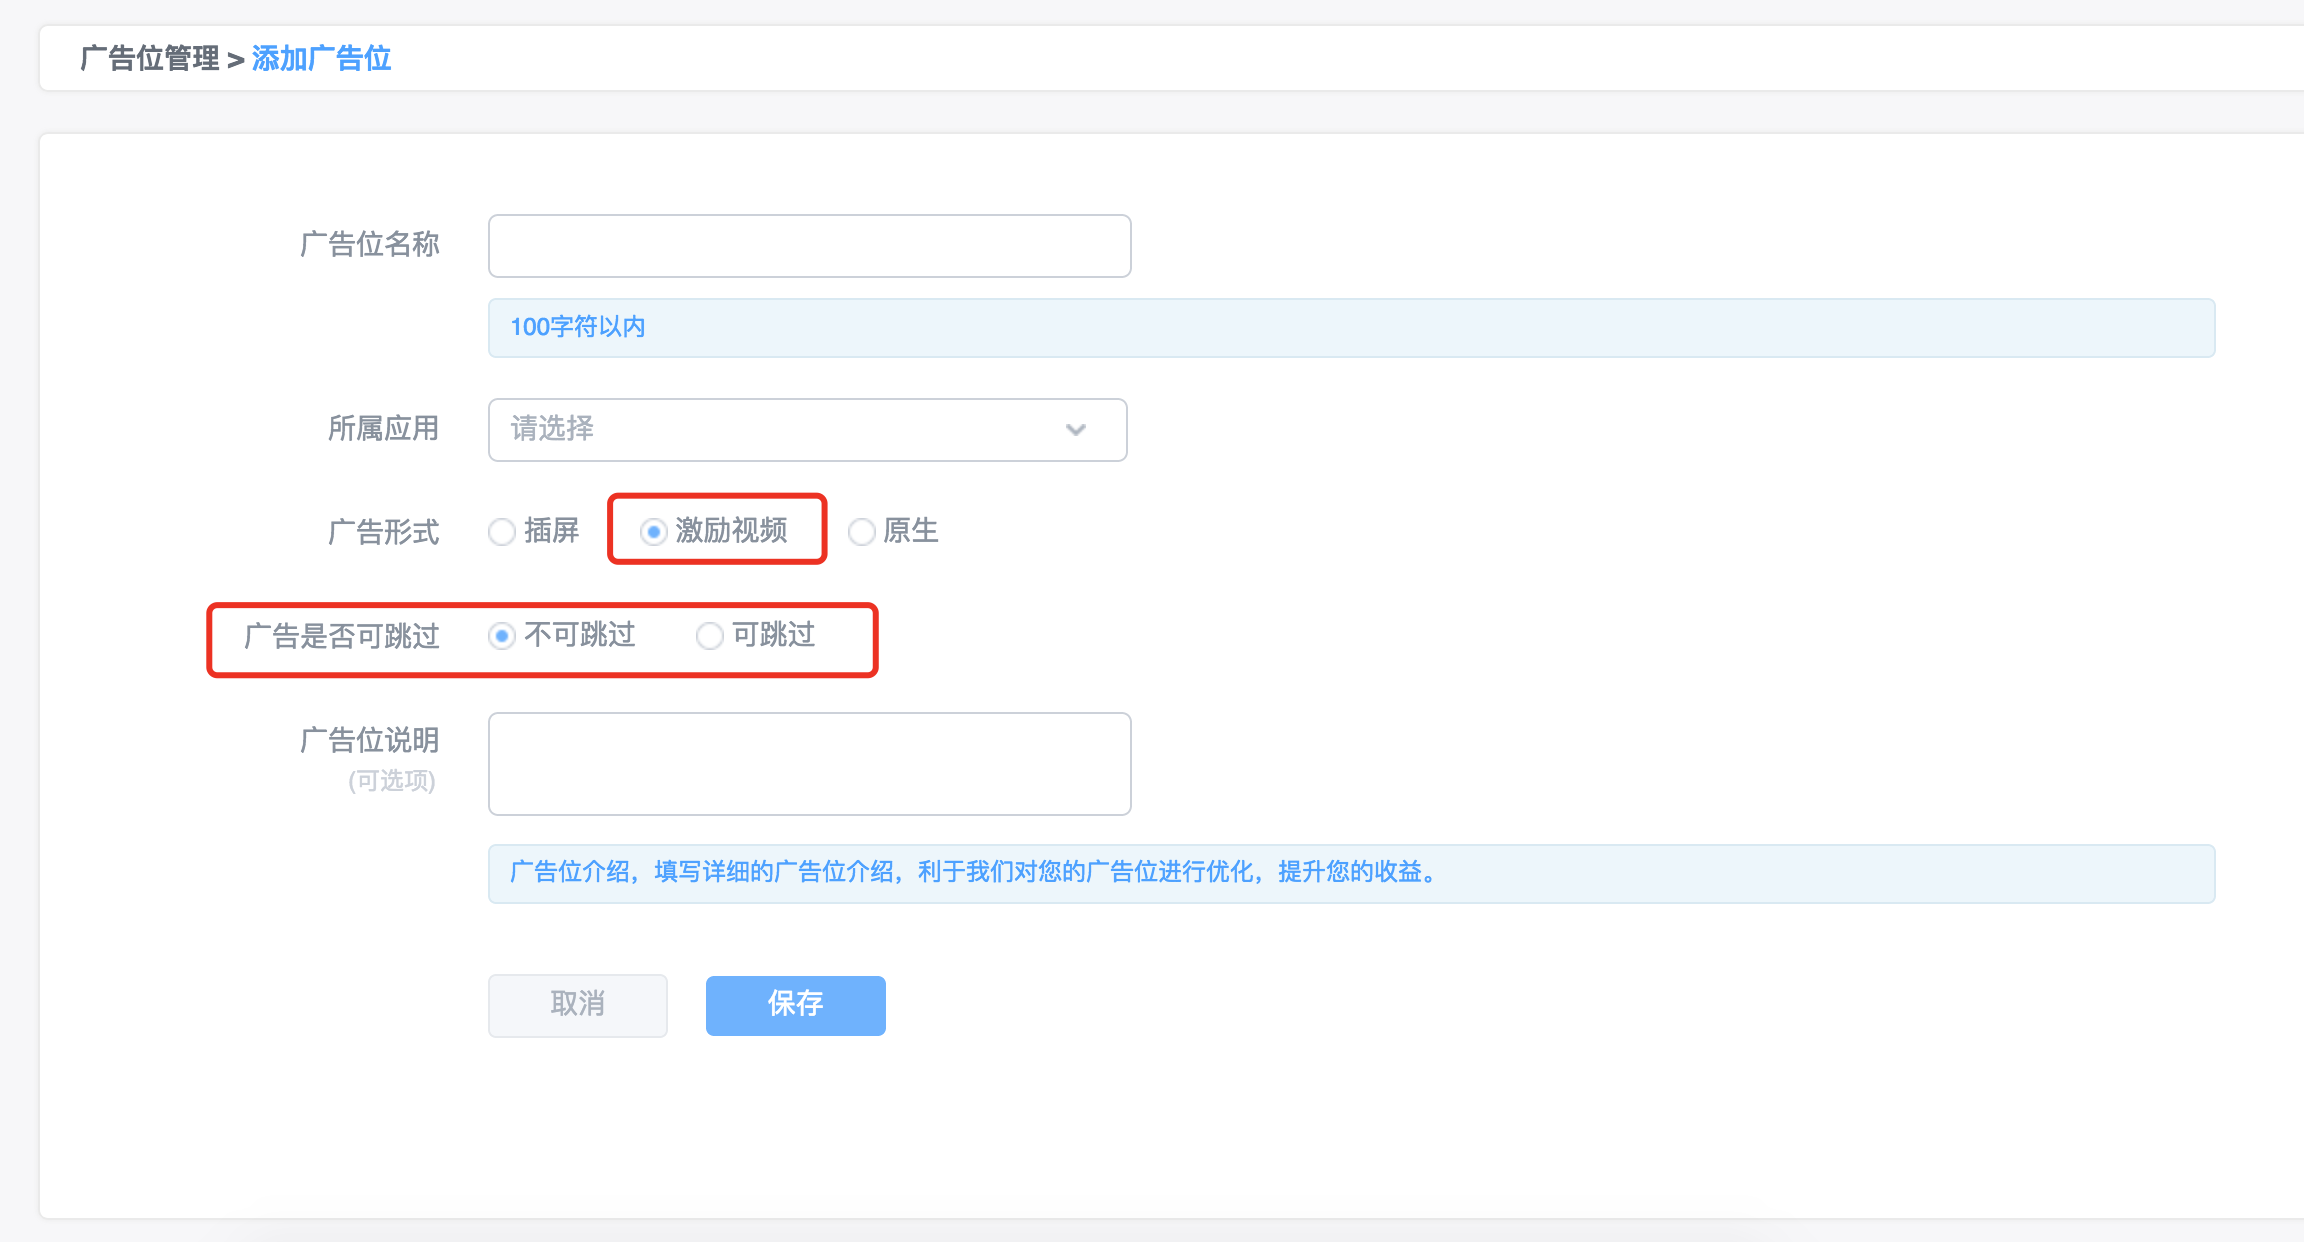 广告位管理 > 添加广告位
广告位名称
100字符以内
所属应用 请选择
广告形式 插屏 激励视频 原生
广告是否可跳过 不可跳过 可跳过
广告位说明
(可选项)
广告位介绍，填写详细的广告位介绍，利于我们对您的广告位进行优化，提升您的收益。
取消 保存